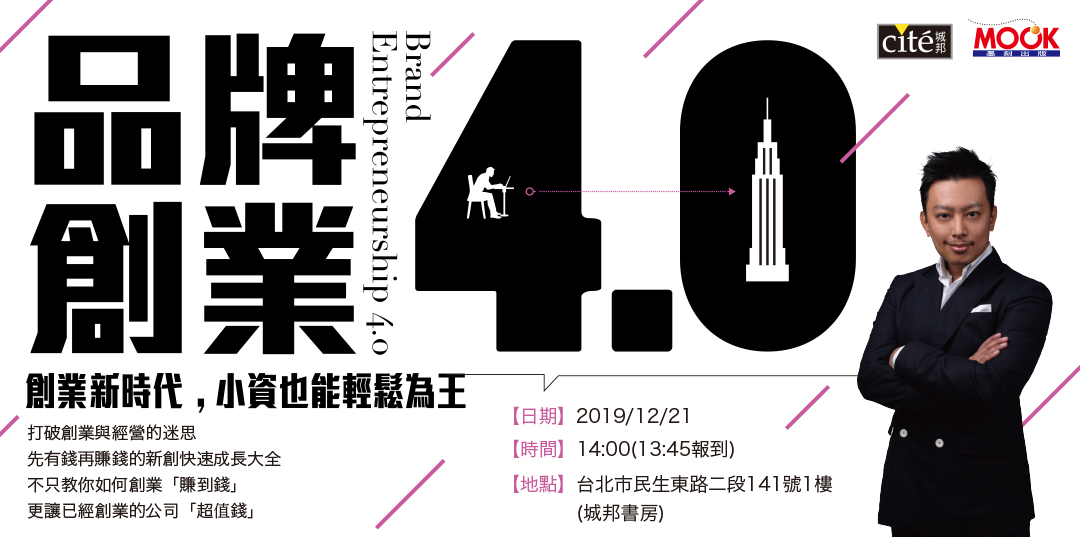 品牌
創業
Brand
Entrepreneurship 4.0
4.0
cité 城邦
MOOK
墨刻出版
創業新時代，小資也能輕鬆為王
打破創業與經營的迷思
先有錢再賺錢的新創快速成長大全
不只教你如何創業「賺到錢」
更讓已經創業的公司「超值錢」
【日期】2019/12/21
【時間】14:00(13:45報到)
【地點】台北市民生東路二段141號1樓
(城邦書房)